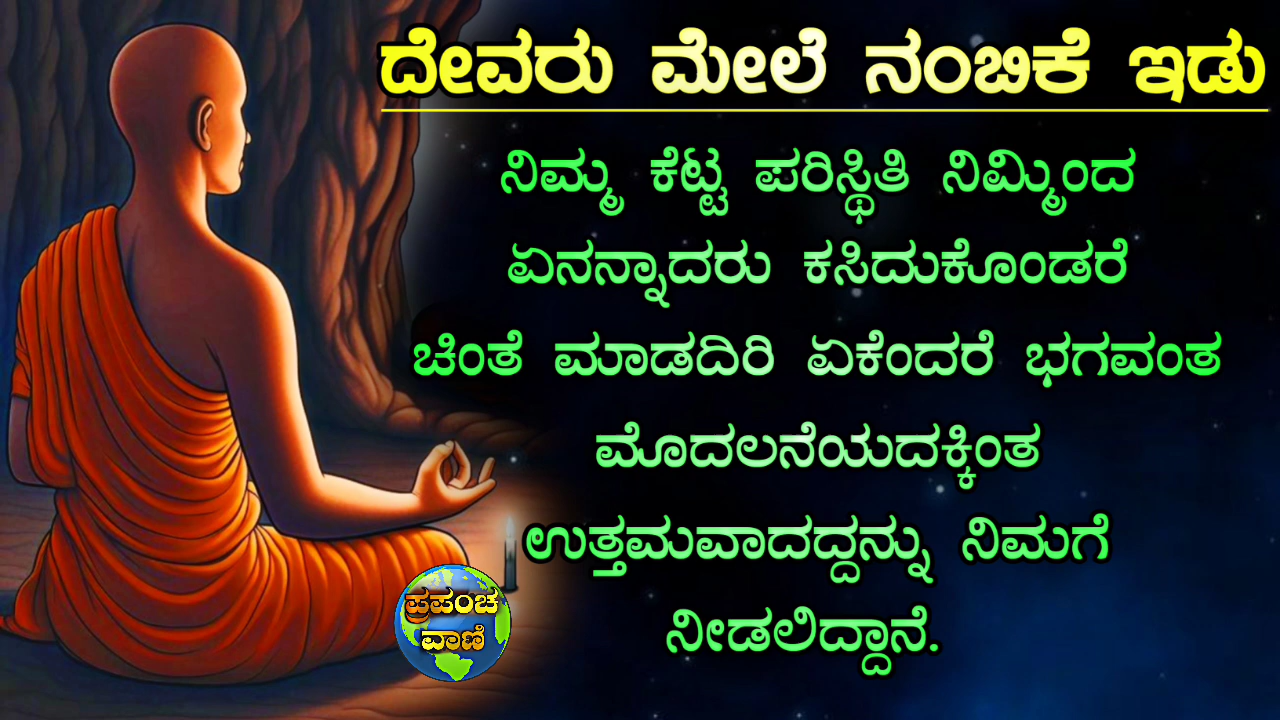 ದೇವರು ಮೇಲೆ ನಂಬಿಕೆ ಇಡು
ನಿಮ್ಮ ಕೆಟ್ಟ ಪರಿಸ್ಥಿತಿ ನಿಮ್ಮಿಂದ
ಏನನ್ನಾದರು ಕಸಿದುಕೊಂಡರೆ
ಚಿಂತೆ ಮಾಡದಿರಿ ಏಕೆಂದರೆ ಭಗವಂತ
ಮೊದಲನೆಯದಕ್ಕಿಂತ
ಉತ್ತಮವಾದದ್ದನ್ನು ನಿಮಗೆ
ನೀಡಲಿದ್ದಾನೆ.
ಪ್ರಪಂಚ
ವಾಣಿ